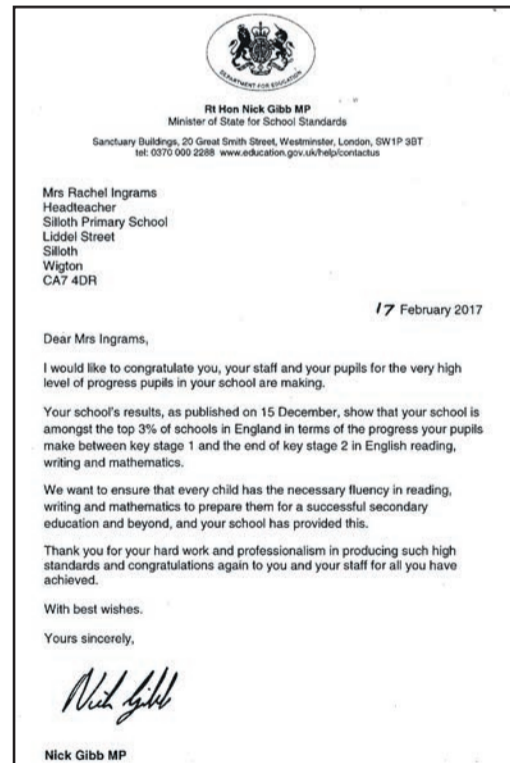 DEPARTMENT FOR EDUCATION
Rt Hon Nick Gibb MP
Minister of State for School Standards
Sanctuary Buildings, 20 Great Smith Street, Westminster, London, SW1P 3BT
tel: 0370 000 2288 www.education.gov.uk/help/contactus
Mrs Rachel Ingrams
Headteacher
Silloth Primary School
Liddel Street
Silloth
Wigton
CA7 4DR
17 February 2017
Dear Mrs Ingrams,
I would like to congratulate you, your staff and your pupils for the very high
level of progress pupils in your school are making.
Your school's results, as published on 15 December, show that your school is
amongst the top 3% of schools in England in terms of the progress your pupils
make between key stage 1 and the end of key stage 2 in English reading,
writing and mathematics.
We want to ensure that every child has the necessary fluency in reading,
writing and mathematics to prepare them for a successful secondary
education and beyond, and your school has provided this.
Thank you for your hard work and professionalism in producing such high
standards and congratulations again to you and your staff for all you have
achieved.
With best wishes.
Yours sincerely,
Nick Gibb
Nick Gibb MP